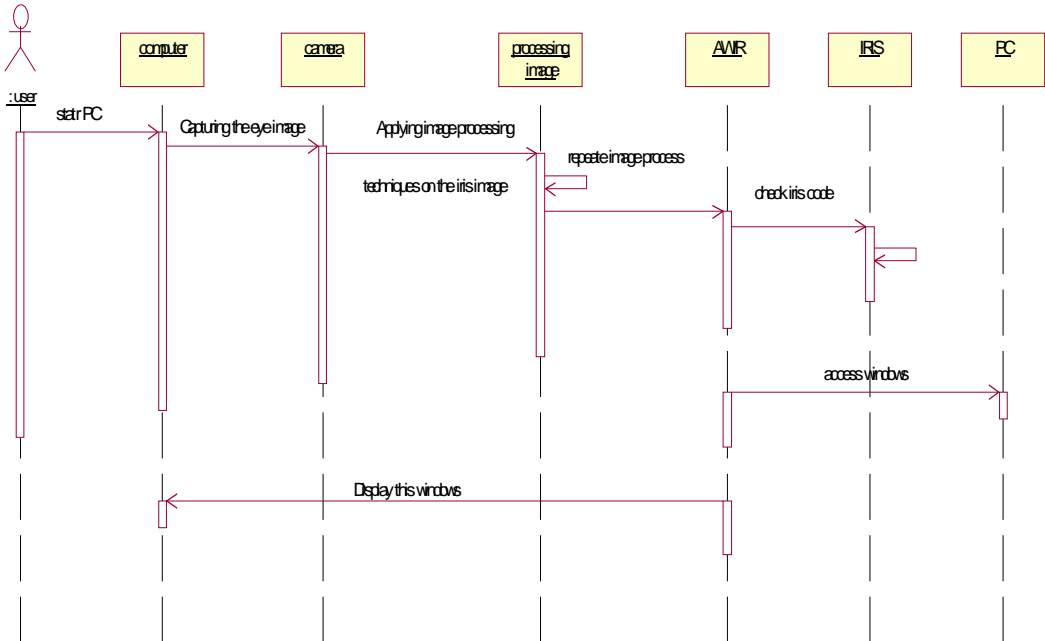 computer
camera
processing
image
AWIR
IRIS
PC
: user
statr PC
Capturing the eye image
Applying image processing
repeate image process
techniques on the iris image
check iris code
access windows
Display this windows